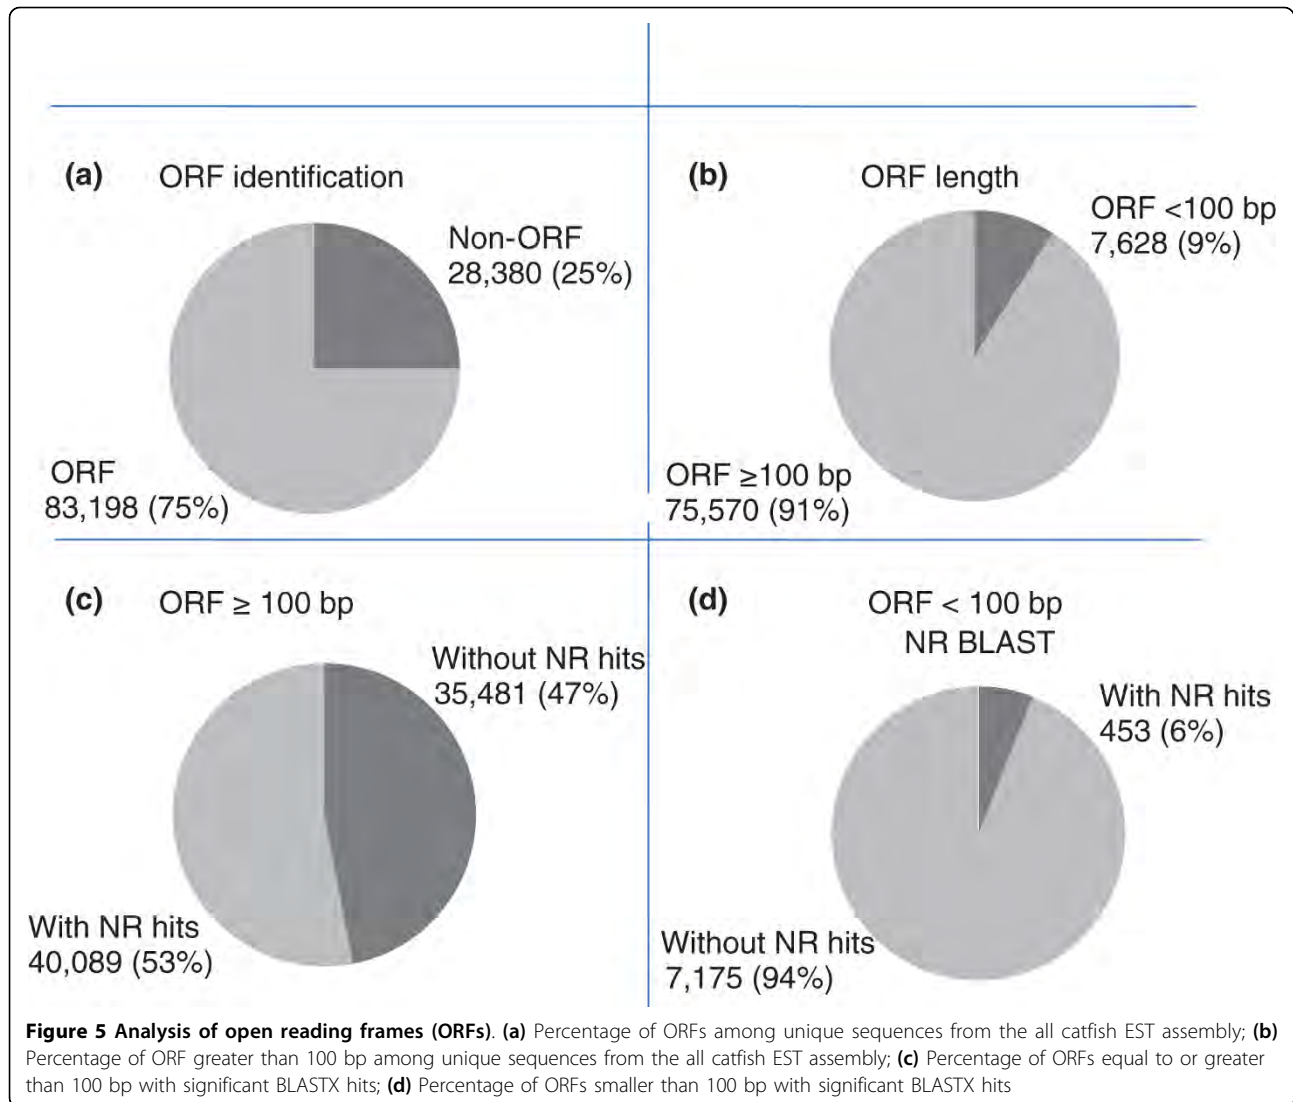 (a) ORF identification
Non-ORF
28,380 (25%)
ORF
83,198 (75%)
(b) ORF length
ORF <100 bp
7,628 (9%)
ORF ≥100 bp
75,570 (91%)
(c) ORF ≥ 100 bp
Without NR hits
35,481 (47%)
With NR hits
40,089 (53%)
(d) ORF < 100 bp
NR BLAST
With NR hits
453 (6%)
Without NR hits
7,175 (94%)
Figure 5 Analysis of open reading frames (ORFs). (a) Percentage of ORFs among unique sequences from the all catfish EST assembly; (b)
Percentage of ORF greater than 100 bp among unique sequences from the all catfish EST assembly; (c) Percentage of ORFs equal to or greater
than 100 bp with significant BLASTX hits; (d) Percentage of ORFs smaller than 100 bp with significant BLASTX hits